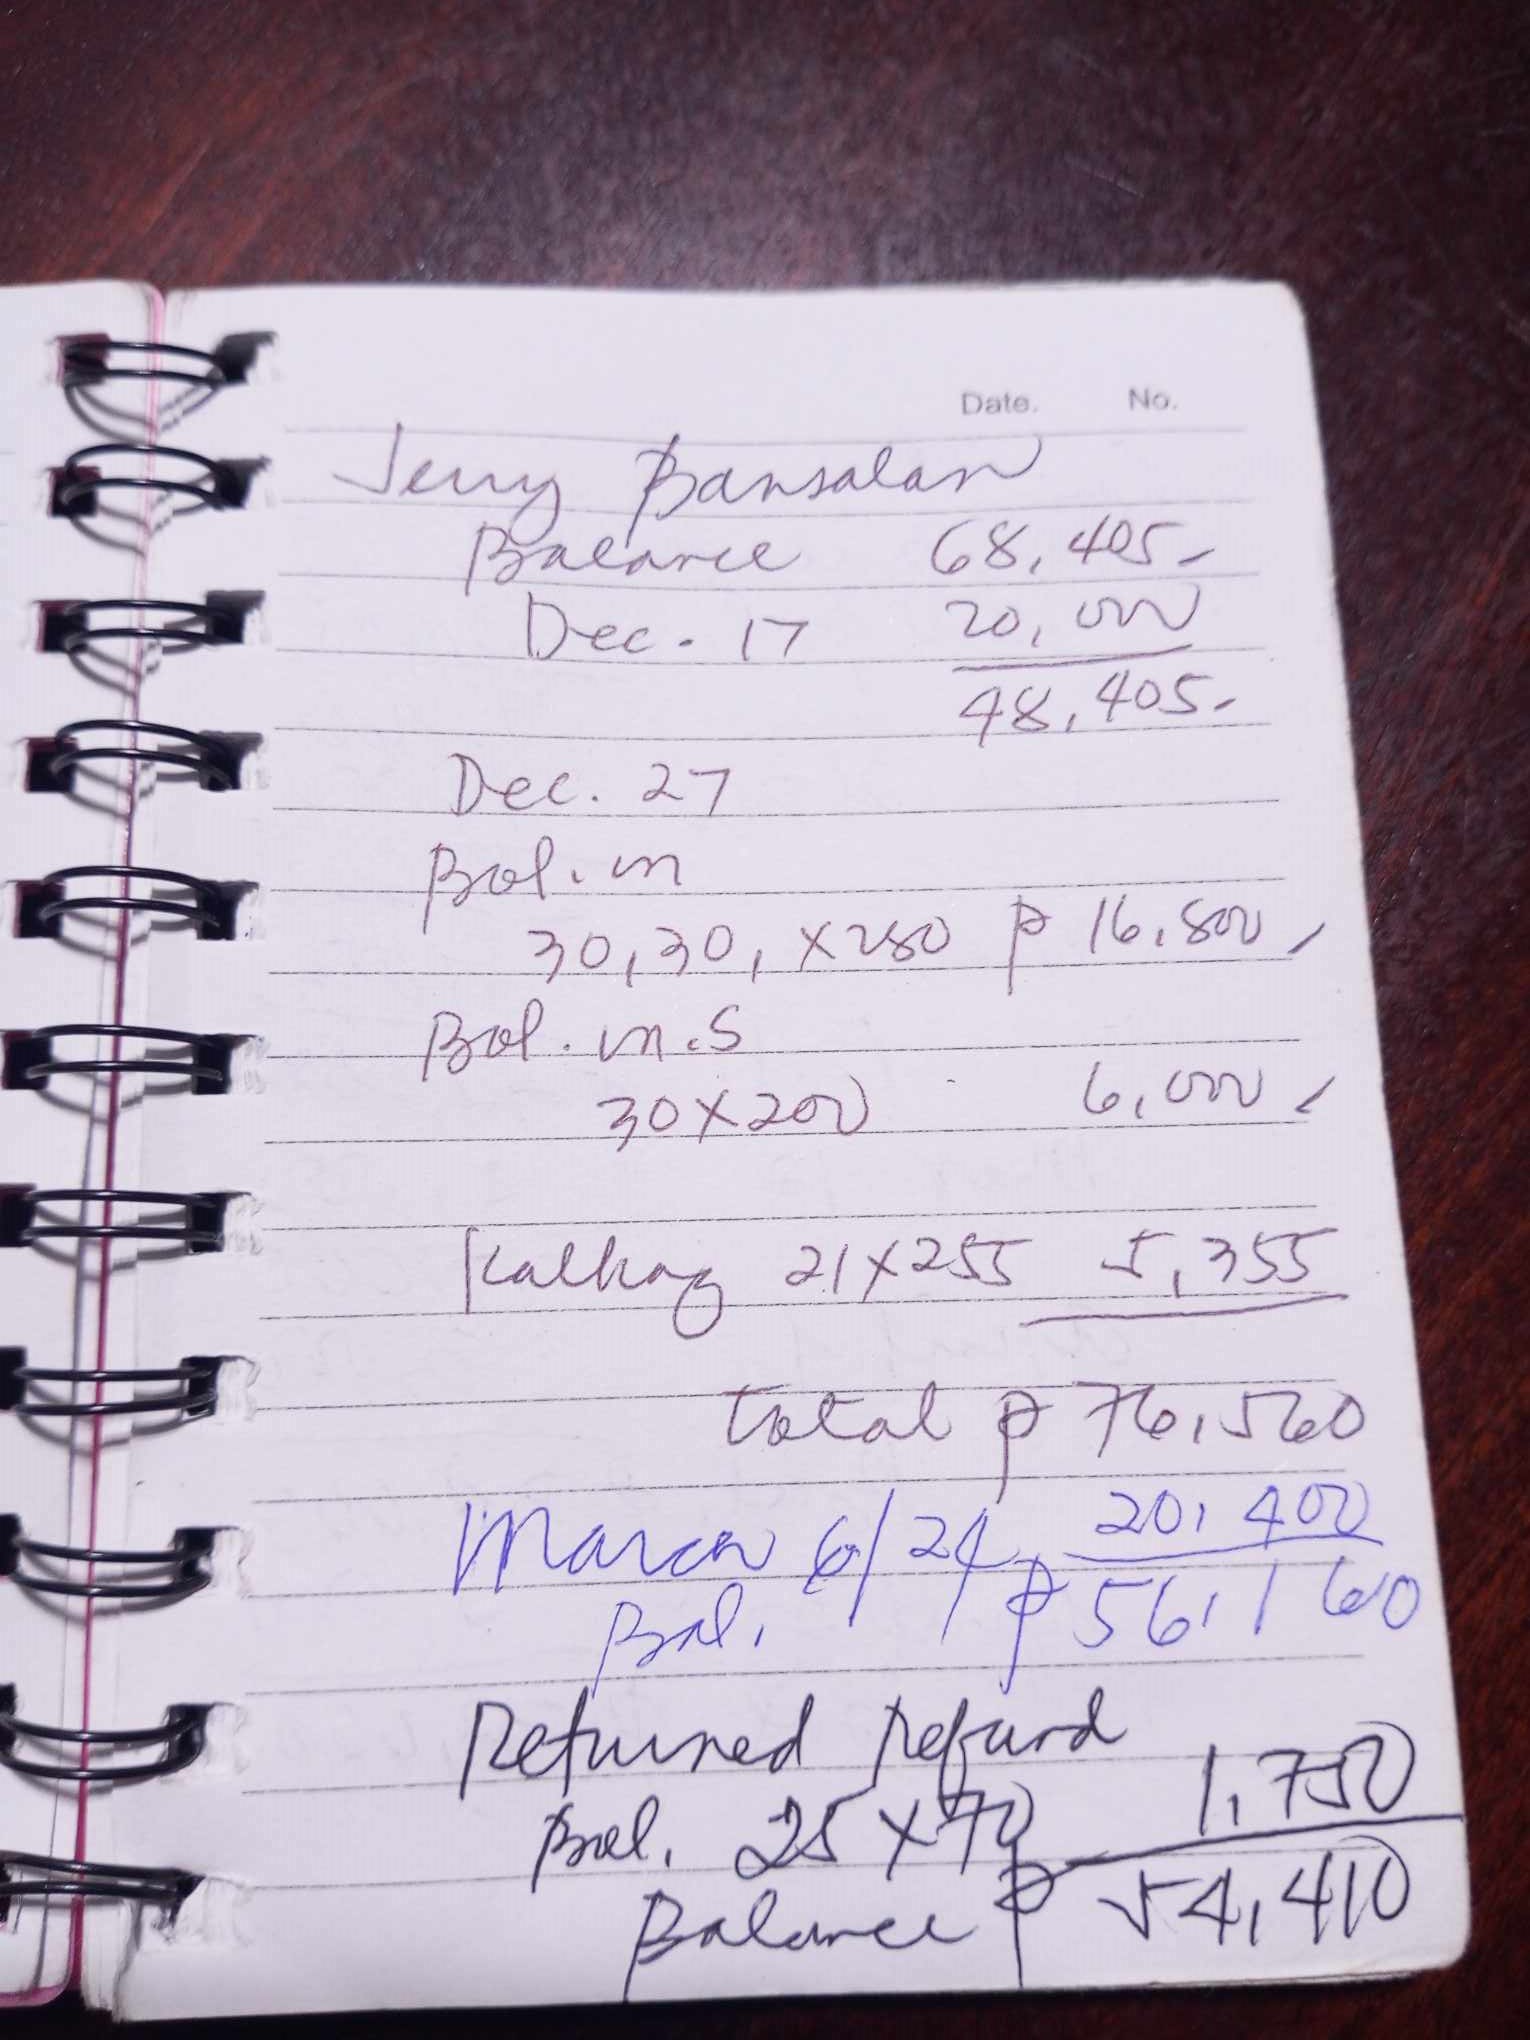 Date. No.
Jerry Bansalan
Balance 68,405-
Dec. 17 20,000
48,405-
Dec. 27
Bol. m
30,30, x280 ₱ 16,800
Bol. m.S
30x200 6,000
Kalkag 21x255 5,355
total ₱ 76,560
March 6/24 20,400
Bal. ₱ 56,160
Returned Refund
Bol. 25 x 70 1,750
Balance ₱ 54,410